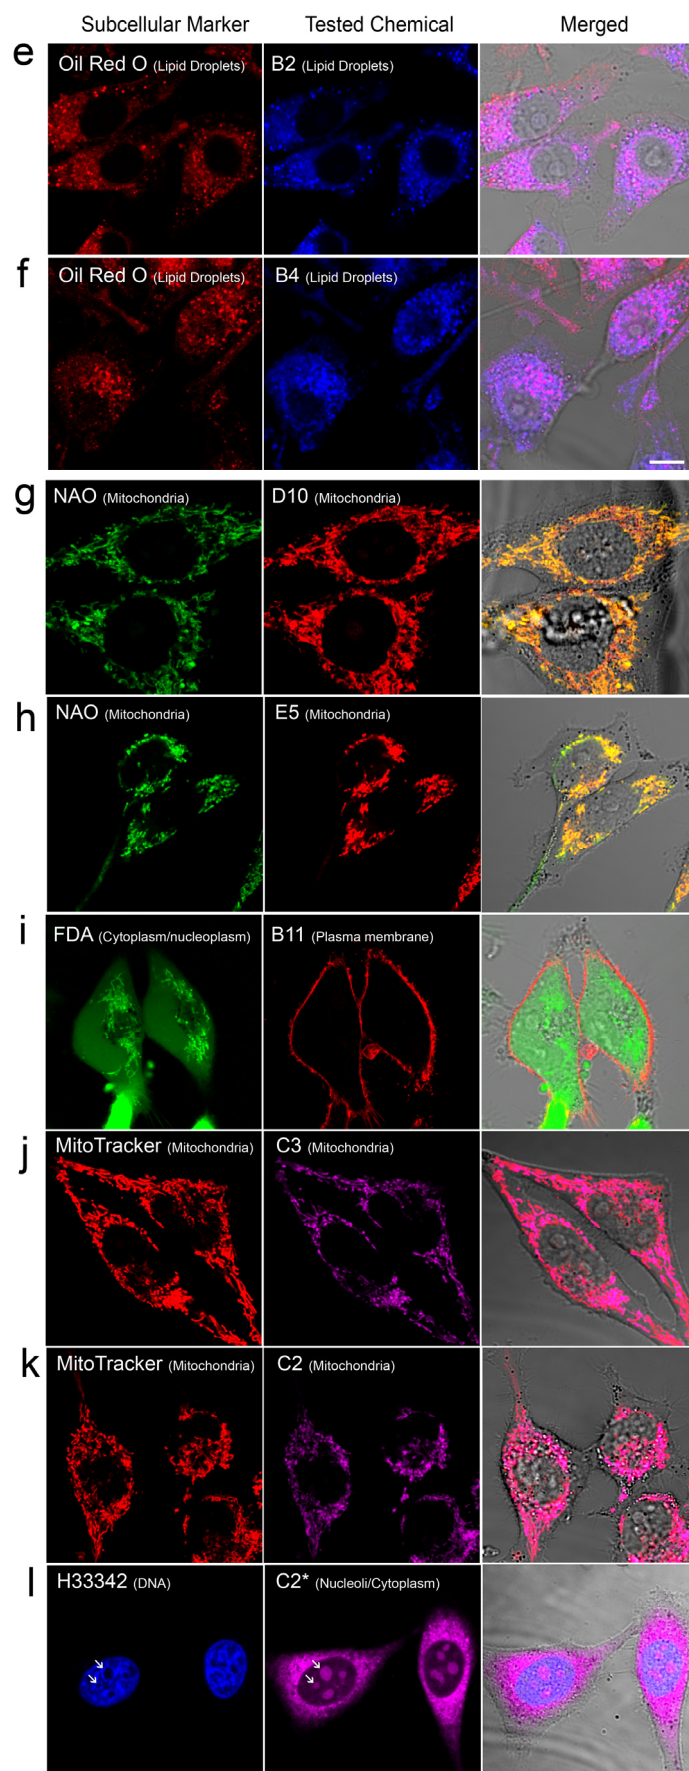 Subcellular Marker Tested Chemical Merged
e Oil Red O (Lipid Droplets) B2 (Lipid Droplets)
f Oil Red O (Lipid Droplets) B4 (Lipid Droplets)
g NAO (Mitochondria) D10 (Mitochondria)
h NAO (Mitochondria) E5 (Mitochondria)
i FDA (Cytoplasm/nucleoplasm) B11 (Plasma membrane)
j MitoTracker (Mitochondria) C3 (Mitochondria)
k MitoTracker (Mitochondria) C2 (Mitochondria)
l H33342 (DNA) C2* (Nucleoli/Cytoplasm)